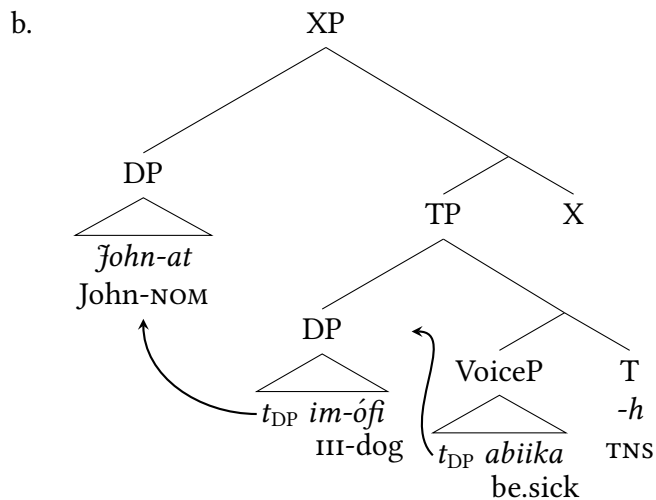 b.
XP
DP
TP X
John-at
John-NOM
DP
VoiceP T
t_DP im-ófi
III-dog
-h
t_DP abiika
TNS
be.sick